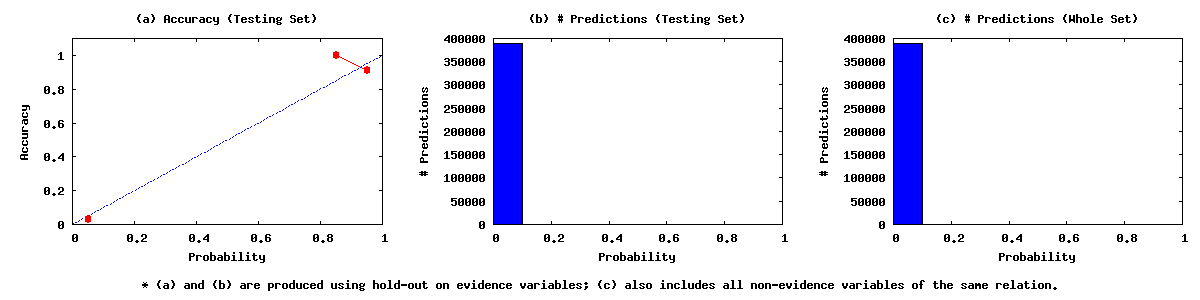 (a) Accuracy (Testing Set)
1
0.8
0.6
0.4
0.2
0
Accuracy
0 0.2 0.4 0.6 0.8 1
Probability
(b) # Predictions (Testing Set)
400000
350000
300000
250000
200000
150000
100000
50000
0
# Predictions
0 0.2 0.4 0.6 0.8 1
Probability
(c) # Predictions (Whole Set)
400000
350000
300000
250000
200000
150000
100000
50000
0
# Predictions
0 0.2 0.4 0.6 0.8 1
Probability
* (a) and (b) are produced using hold-out on evidence variables; (c) also includes all non-evidence variables of the same relation.